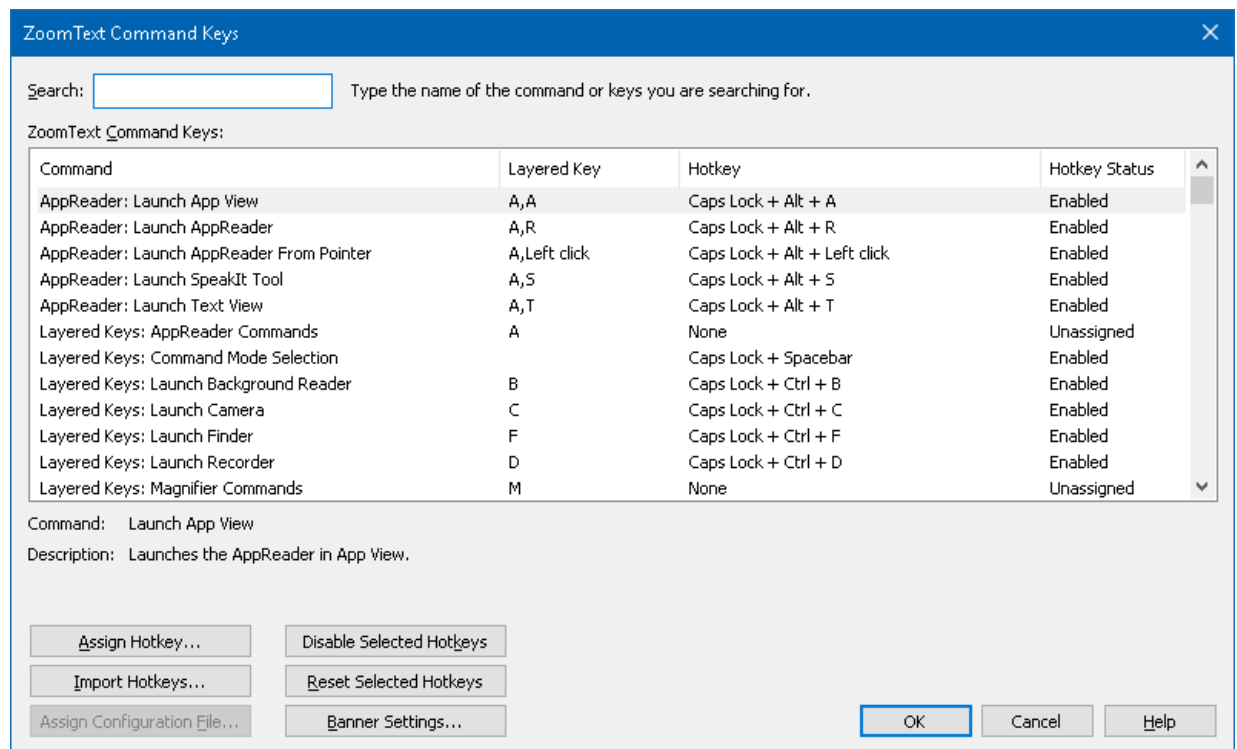 ZoomText Command Keys
Search: Type the name of the command or keys you are searching for.
ZoomText Command Keys:
Command Layered Key Hotkey Hotkey Status
AppReader: Launch App View A,A Caps Lock + Alt + A Enabled
AppReader: Launch AppReader A,R Caps Lock + Alt + R Enabled
AppReader: Launch AppReader From Pointer A,Left click Caps Lock + Alt + Left click Enabled
AppReader: Launch SpeakIt Tool A,S Caps Lock + Alt + S Enabled
AppReader: Launch Text View A,T Caps Lock + Alt + T Enabled
Layered Keys: AppReader Commands A None Unassigned
Layered Keys: Command Mode Selection Caps Lock + Spacebar Enabled
Layered Keys: Launch Background Reader B Caps Lock + Ctrl + B Enabled
Layered Keys: Launch Camera C Caps Lock + Ctrl + C Enabled
Layered Keys: Launch Finder F Caps Lock + Ctrl + F Enabled
Layered Keys: Launch Recorder D Caps Lock + Ctrl + D Enabled
Layered Keys: Magnifier Commands M None Unassigned
Command: Launch App View
Description: Launches the AppReader in App View.
Assign Hotkey... Disable Selected Hotkeys
Import Hotkeys... Reset Selected Hotkeys
Assign Configuration File... Banner Settings... OK Cancel Help